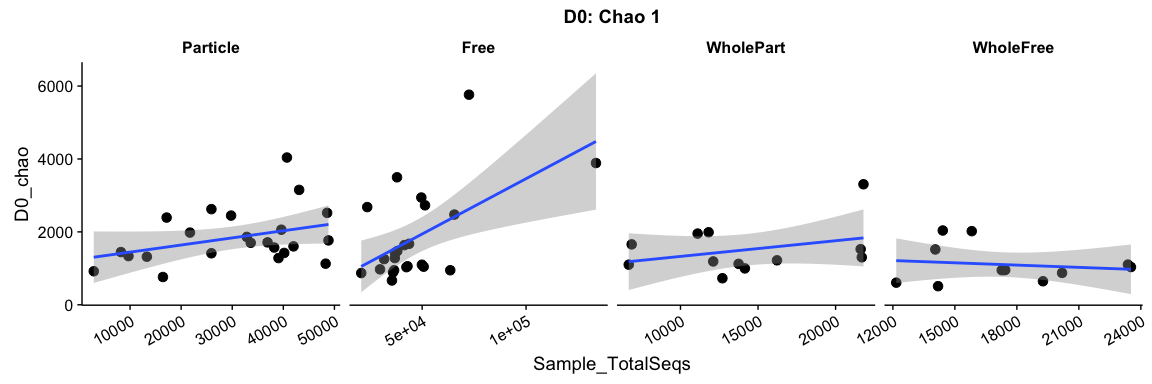 D0: Chao 1
Particle Free WholePart WholeFree
D0_chao
6000
4000
2000
0
10000 20000 30000 40000 50000 5e+04 1e+05 10000 15000 20000 12000 15000 18000 21000 24000
Sample_TotalSeqs